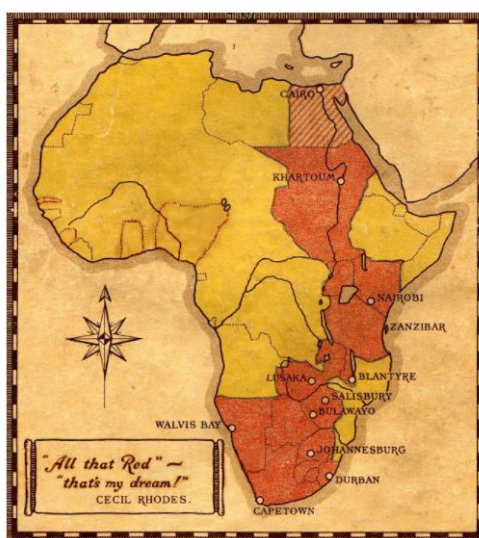 CAIRO
KHARTOUM
NAIROBI
ZANZIBAR
LUSAKA
BLANTYRE
SALISBURY
BULAWAYO
WALVIS BAY
JOHANNESBURG
DURBAN
CAPETOWN
"All that Red" ~
"that's my dream!"
CECIL RHODES.